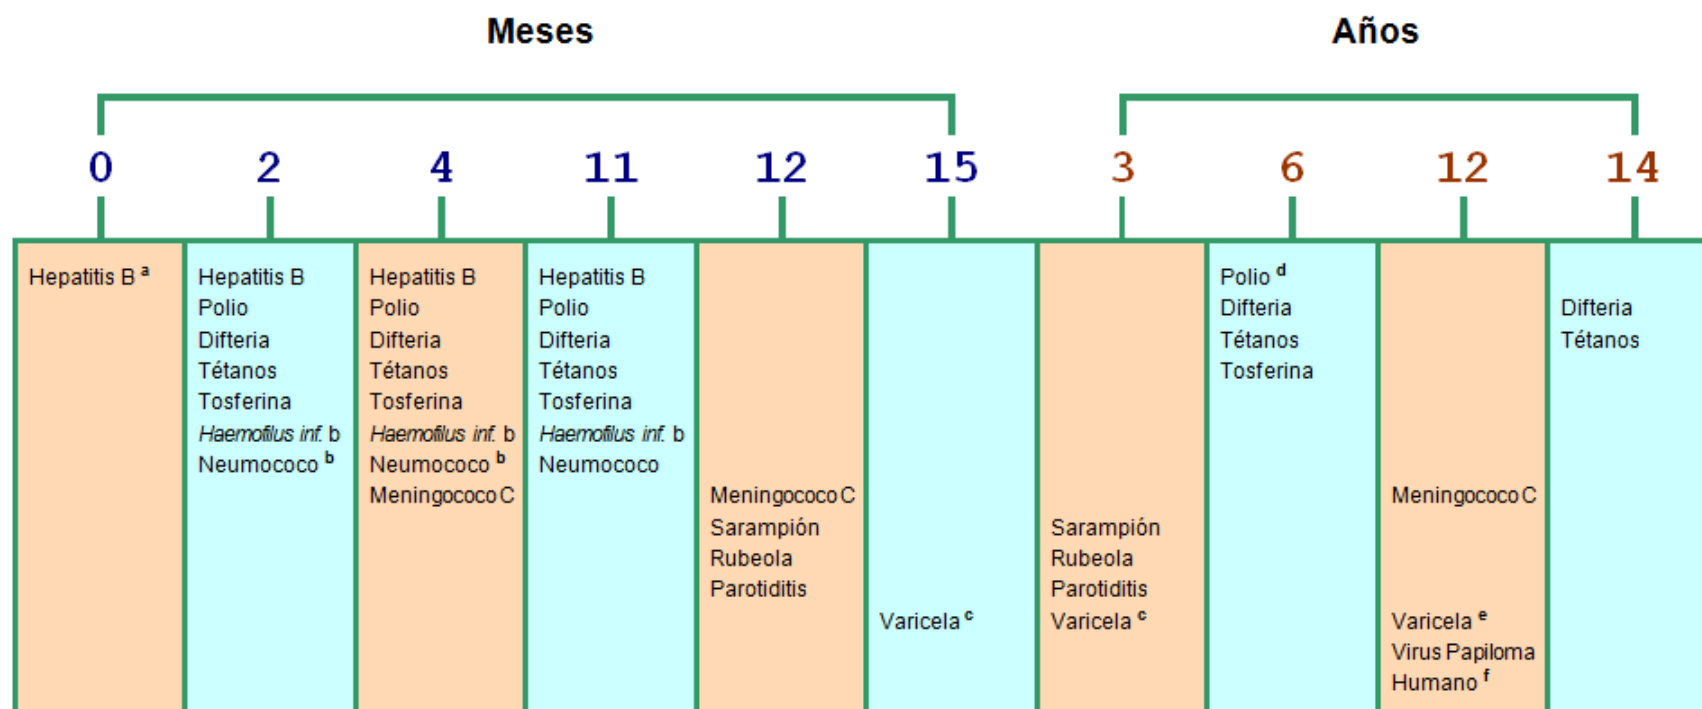 Meses
Años
0
2
4
11
12
15
3
6
12
14
Hepatitis B a
Hepatitis B
Polio
Difteria
Tétanos
Tosferina
Haemofilus inf. b
Neumococo b
Hepatitis B
Polio
Difteria
Tétanos
Tosferina
Haemofilus inf. b
Neumococo b
Meningococo C
Hepatitis B
Polio
Difteria
Tétanos
Tosferina
Haemofilus inf. b
Neumococo
Meningococo C
Sarampión
Rubeola
Parotiditis
Varicela c
Sarampión
Rubeola
Parotiditis
Varicela c
Polio d
Difteria
Tétanos
Tosferina
Meningococo C
Varicela e
Virus Papiloma
Humano f
Difteria
Tétanos